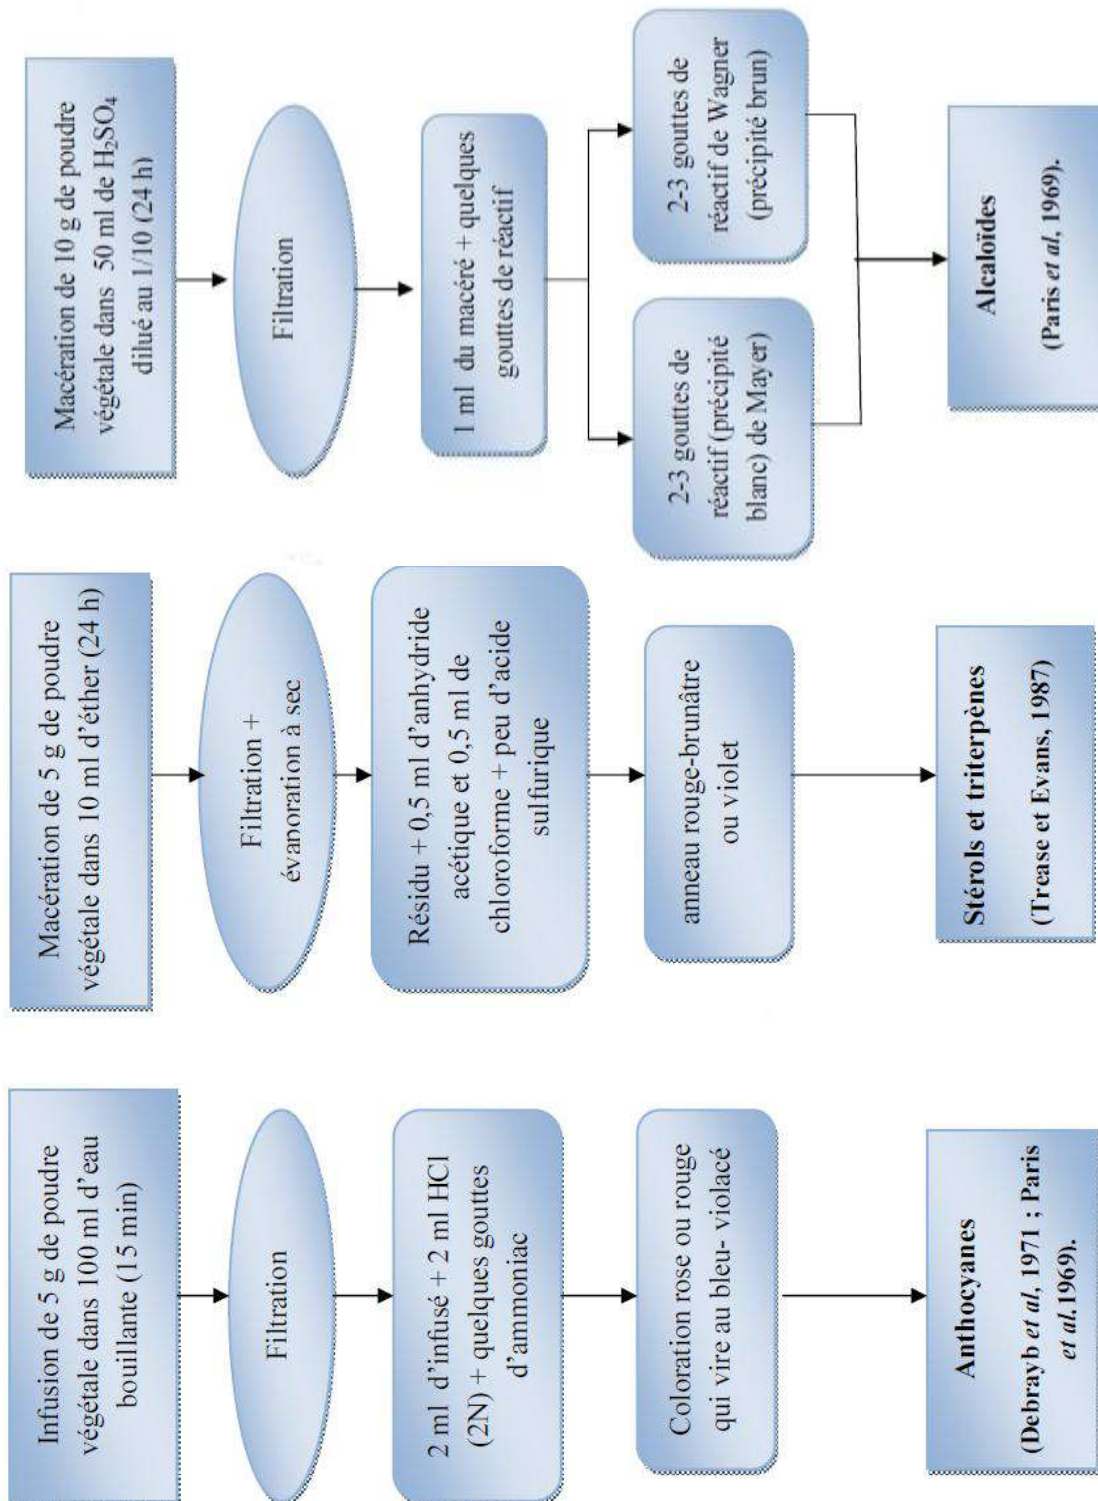 Infusion de 5 g de poudre
végétale dans 100 ml d'eau
bouillante (15 min)
Filtration
2 ml d'infusé + 2 ml HCl
(2N) + quelques gouttes
d'ammoniac
Coloration rose ou rouge
qui vire au bleu- violacé
Anthocyanes
(Debrayb et al, 1971 ; Paris
et al.1969).
Macération de 5 g de poudre
végétale dans 10 ml d'éther (24 h)
Filtration +
évaporation à sec
Résidu + 0,5 ml d'anhydride
acétique et 0,5 ml de
chloroforme + peu d'acide
sulfurique
anneau rouge-brunâtre
ou violet
Stérols et triterpènes
(Trease et Evans, 1987)
Macération de 10 g de poudre
végétale dans 50 ml de H₂SO₄
dilué au 1/10 (24 h)
Filtration
1 ml du macéré + quelques
gouttes de réactif
2-3 gouttes de
réactif (précipité
blanc) de Mayer)
2-3 gouttes de
réactif de Wagner
(précipité brun)
Alcaloïdes
(Paris et al, 1969).